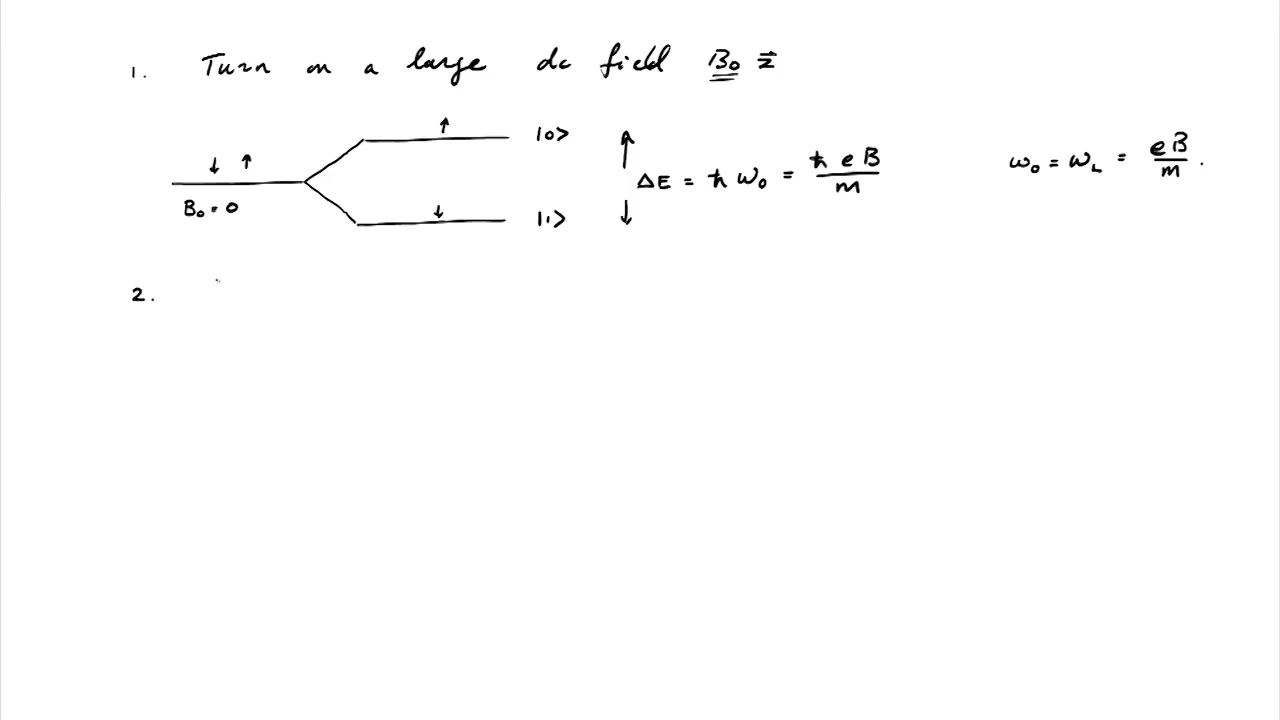 1. Turn on a large dc field B₀ z⃗
↑ |0>
↓ ↑ ΔE = ħ ω₀ = ħ e B / m ω₀ = ω_L = e B / m .
B₀ = 0 ↓ |1>
2.